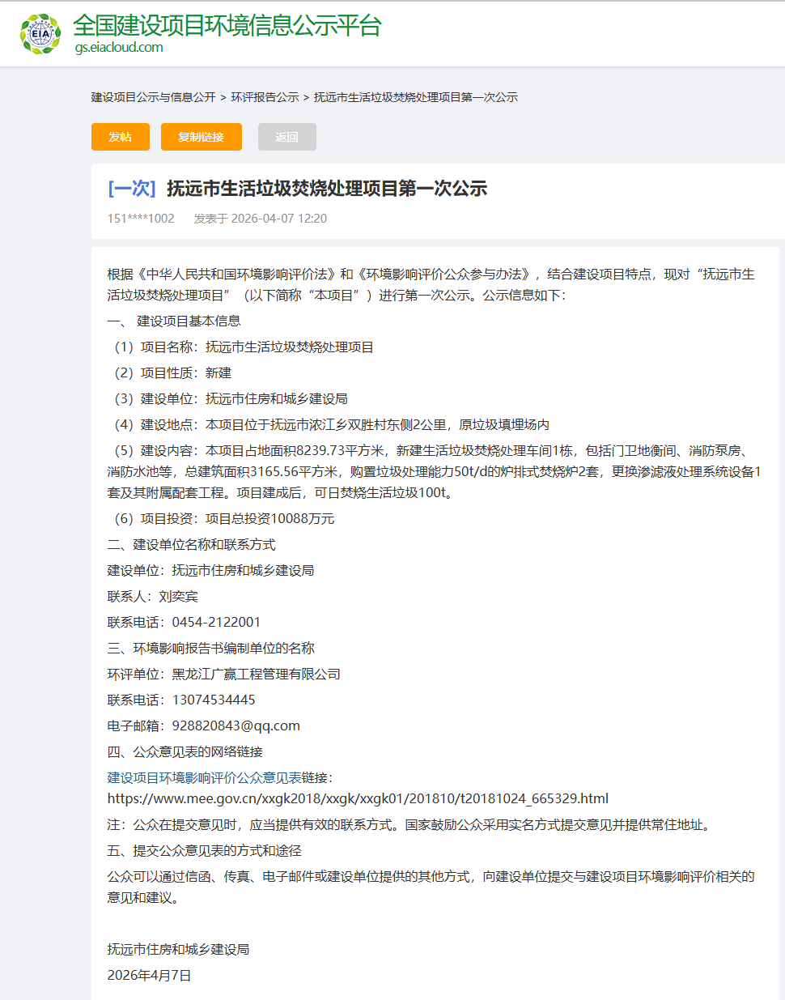 EIA
全国建设项目环境信息公示平台
gs.eiacloud.com
建设项目公示与信息公开 > 环评报告公示 > 抚远市生活垃圾焚烧处理项目第一次公示
发帖 复制链接 返回
[一次] 抚远市生活垃圾焚烧处理项目第一次公示
151****1002 发表于 2026-04-07 12:20
根据《中华人民共和国环境影响评价法》和《环境影响评价公众参与办法》，结合建设项目特点，现对“抚远市生
活垃圾焚烧处理项目”（以下简称“本项目”）进行第一次公示。公示信息如下：
一、 建设项目基本信息
（1）项目名称：抚远市生活垃圾焚烧处理项目
（2）项目性质：新建
（3）建设单位：抚远市住房和城乡建设局
（4）建设地点：本项目位于抚远市浓江乡双胜村东侧2公里，原垃圾填埋场内
（5）建设内容：本项目占地面积8239.73平方米，新建生活垃圾焚烧处理车间1栋，包括门卫地衡间、消防泵房、
消防水池等，总建筑面积3165.56平方米，购置垃圾处理能力50t/d的炉排式焚烧炉2套，更换渗滤液处理系统设备1
套及其附属配套工程。项目建成后，可日焚烧生活垃圾100t。
（6）项目投资：项目总投资10088万元
二、建设单位名称和联系方式
建设单位：抚远市住房和城乡建设局
联系人：刘奕宾
联系电话：0454-2122001
三、环境影响报告书编制单位的名称
环评单位：黑龙江广赢工程管理有限公司
联系电话：13074534445
电子邮箱：928820843@qq.com
四、公众意见表的网络链接
建设项目环境影响评价公众意见表链接：
https://www.mee.gov.cn/xxgk2018/xxgk/xxgk01/201810/t20181024_665329.html
注：公众在提交意见时，应当提供有效的联系方式。国家鼓励公众采用实名方式提交意见并提供常住地址。
五、提交公众意见表的方式和途径
公众可以通过信函、传真、电子邮件或建设单位提供的其他方式，向建设单位提交与建设项目环境影响评价相关的
意见和建议。
抚远市住房和城乡建设局
2026年4月7日